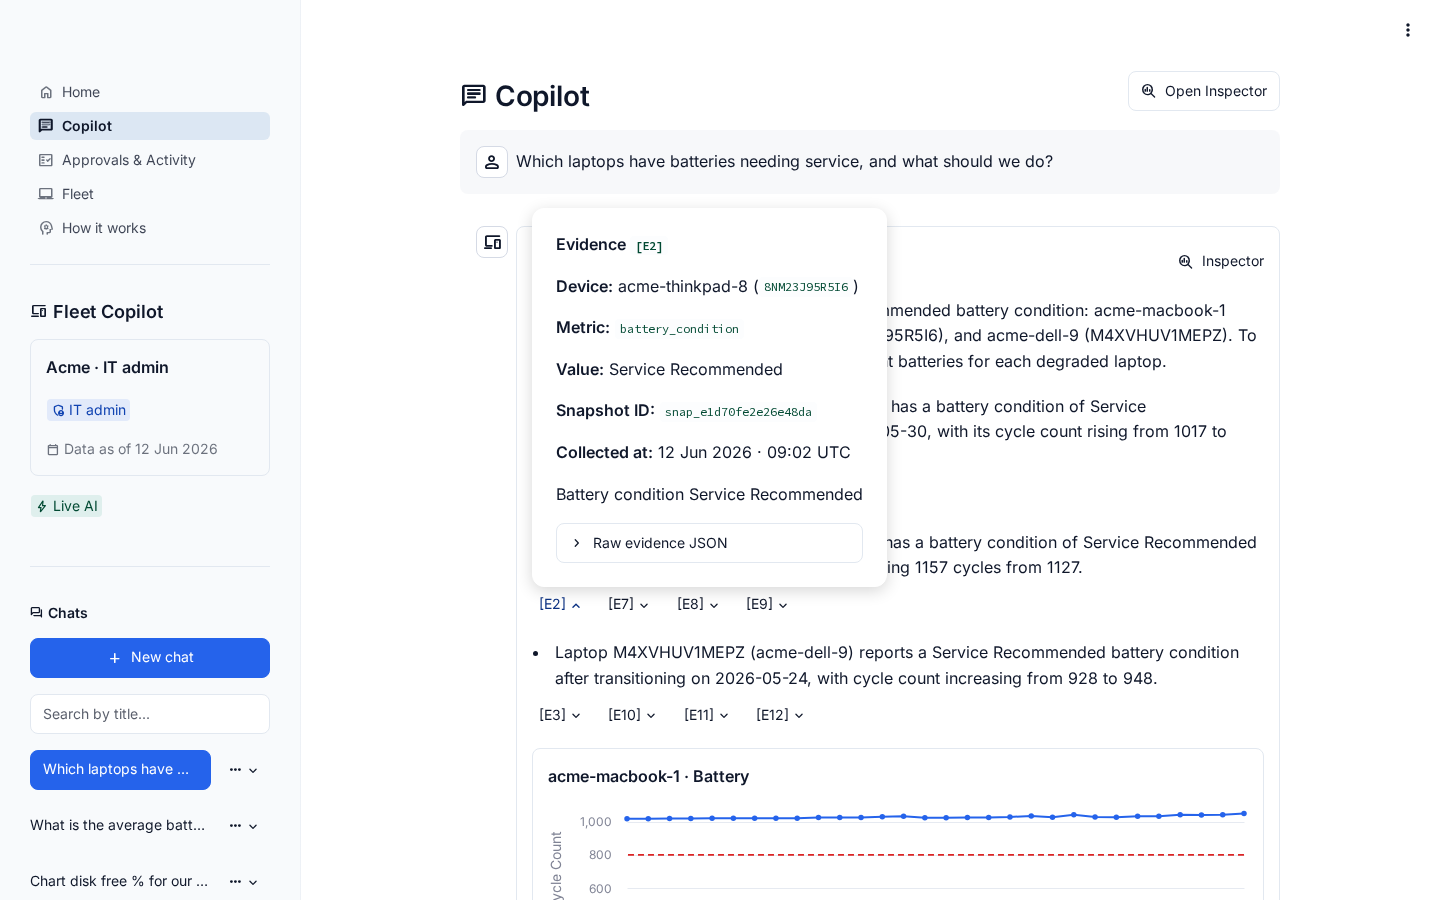 Home
Copilot
Approvals & Activity
Fleet
How it works
Fleet Copilot
Acme · IT admin
IT admin
Data as of 12 Jun 2026
Live AI
Chats
New chat
Search by title...
Which laptops have ...
What is the average batt...
Chart disk free % for our ...
Copilot
Open Inspector
Which laptops have batteries needing service, and what should we do?
Inspector
Evidence [E2]
Device: acme-thinkpad-8 ( 8NM23J95R5I6 )
Metric: battery_condition
Value: Service Recommended
Snapshot ID: snap_e1d70fe2e26e48da
Collected at: 12 Jun 2026 · 09:02 UTC
Battery condition Service Recommended
Raw evidence JSON
battery condition: acme-macbook-1
and acme-dell-9 (M4XVHUV1MEPZ). To
batteries for each degraded laptop.
has a battery condition of Service
with its cycle count rising from 1017 to
has a battery condition of Service Recommended
1157 cycles from 1127.
[E2] [E7] [E8] [E9]
• Laptop M4XVHUV1MEPZ (acme-dell-9) reports a Service Recommended battery condition
after transitioning on 2026-05-24, with cycle count increasing from 928 to 948.
[E3] [E10] [E11] [E12]
acme-macbook-1 · Battery
1,000
800
600
Count